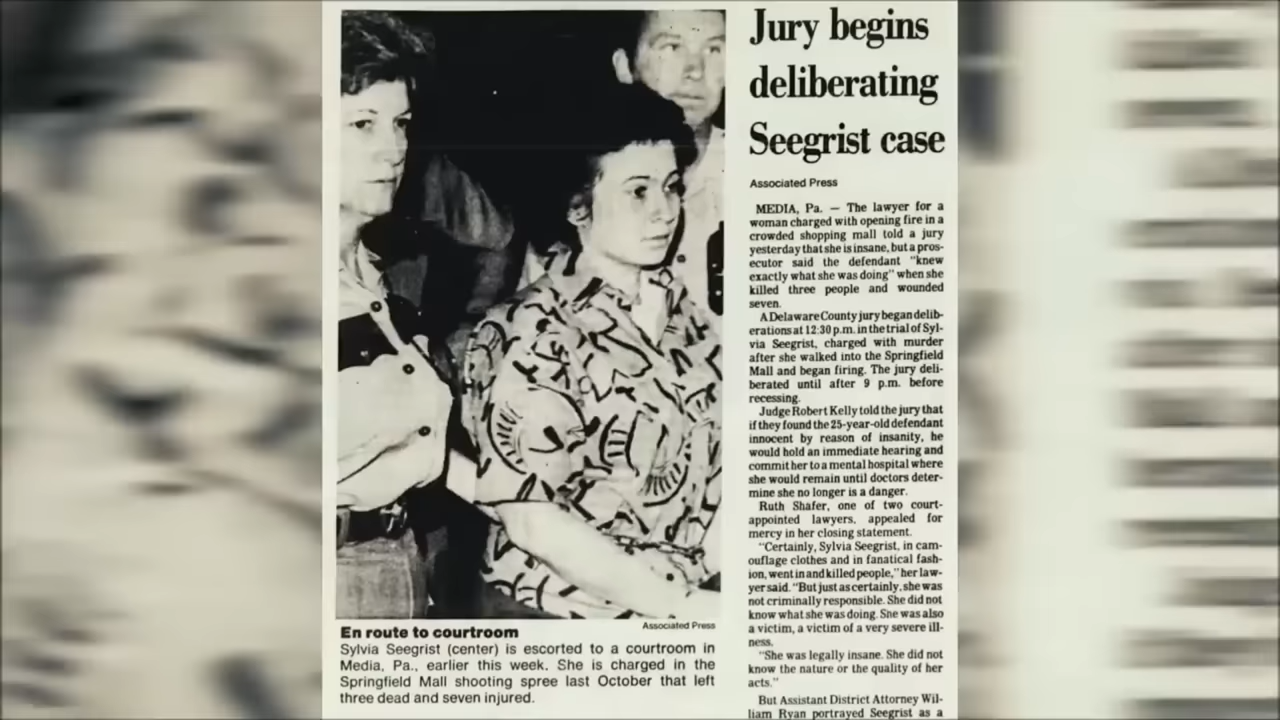 Jury begins
deliberating
Seegrist case
Associated Press
MEDIA, Pa. — The lawyer for a
woman charged with opening fire in a
crowded shopping mall told a jury
yesterday that she is insane, but a pros-
ecutor said the defendant "knew
exactly what she was doing" when she
killed three people and wounded
seven.
A Delaware County jury began delib-
erations at 12:30 p.m. in the trial of Syl-
via Seegrist, charged with murder
after she walked into the Springfield
Mall and began firing. The jury deli-
berated until after 9 p.m. before
recessing.
Judge Robert Kelly told the jury that
if they found the 25-year-old defendant
innocent by reason of insanity, he
would hold an immediate hearing and
commit her to a mental hospital where
she would remain until doctors deter-
mine she no longer is a danger.
Ruth Shafer, one of two court-
appointed lawyers, appealed for
mercy in her closing statement.
"Certainly, Sylvia Seegrist, in cam-
ouflage clothes and in fanatical fash-
ion, went in and killed people," her law-
yer said. "But just as certainly, she was
not criminally responsible. She did not
know what she was doing. She was also
a victim, a victim of a very severe ill-
ness.
"She was legally insane. She did not
know the nature or the quality of her
acts."
But Assistant District Attorney Wil-
liam Ryan portrayed Seegrist as a
Associated Press
En route to courtroom
Sylvia Seegrist (center) is escorted to a courtroom in
Media, Pa., earlier this week. She is charged in the
Springfield Mall shooting spree last October that left
three dead and seven injured.